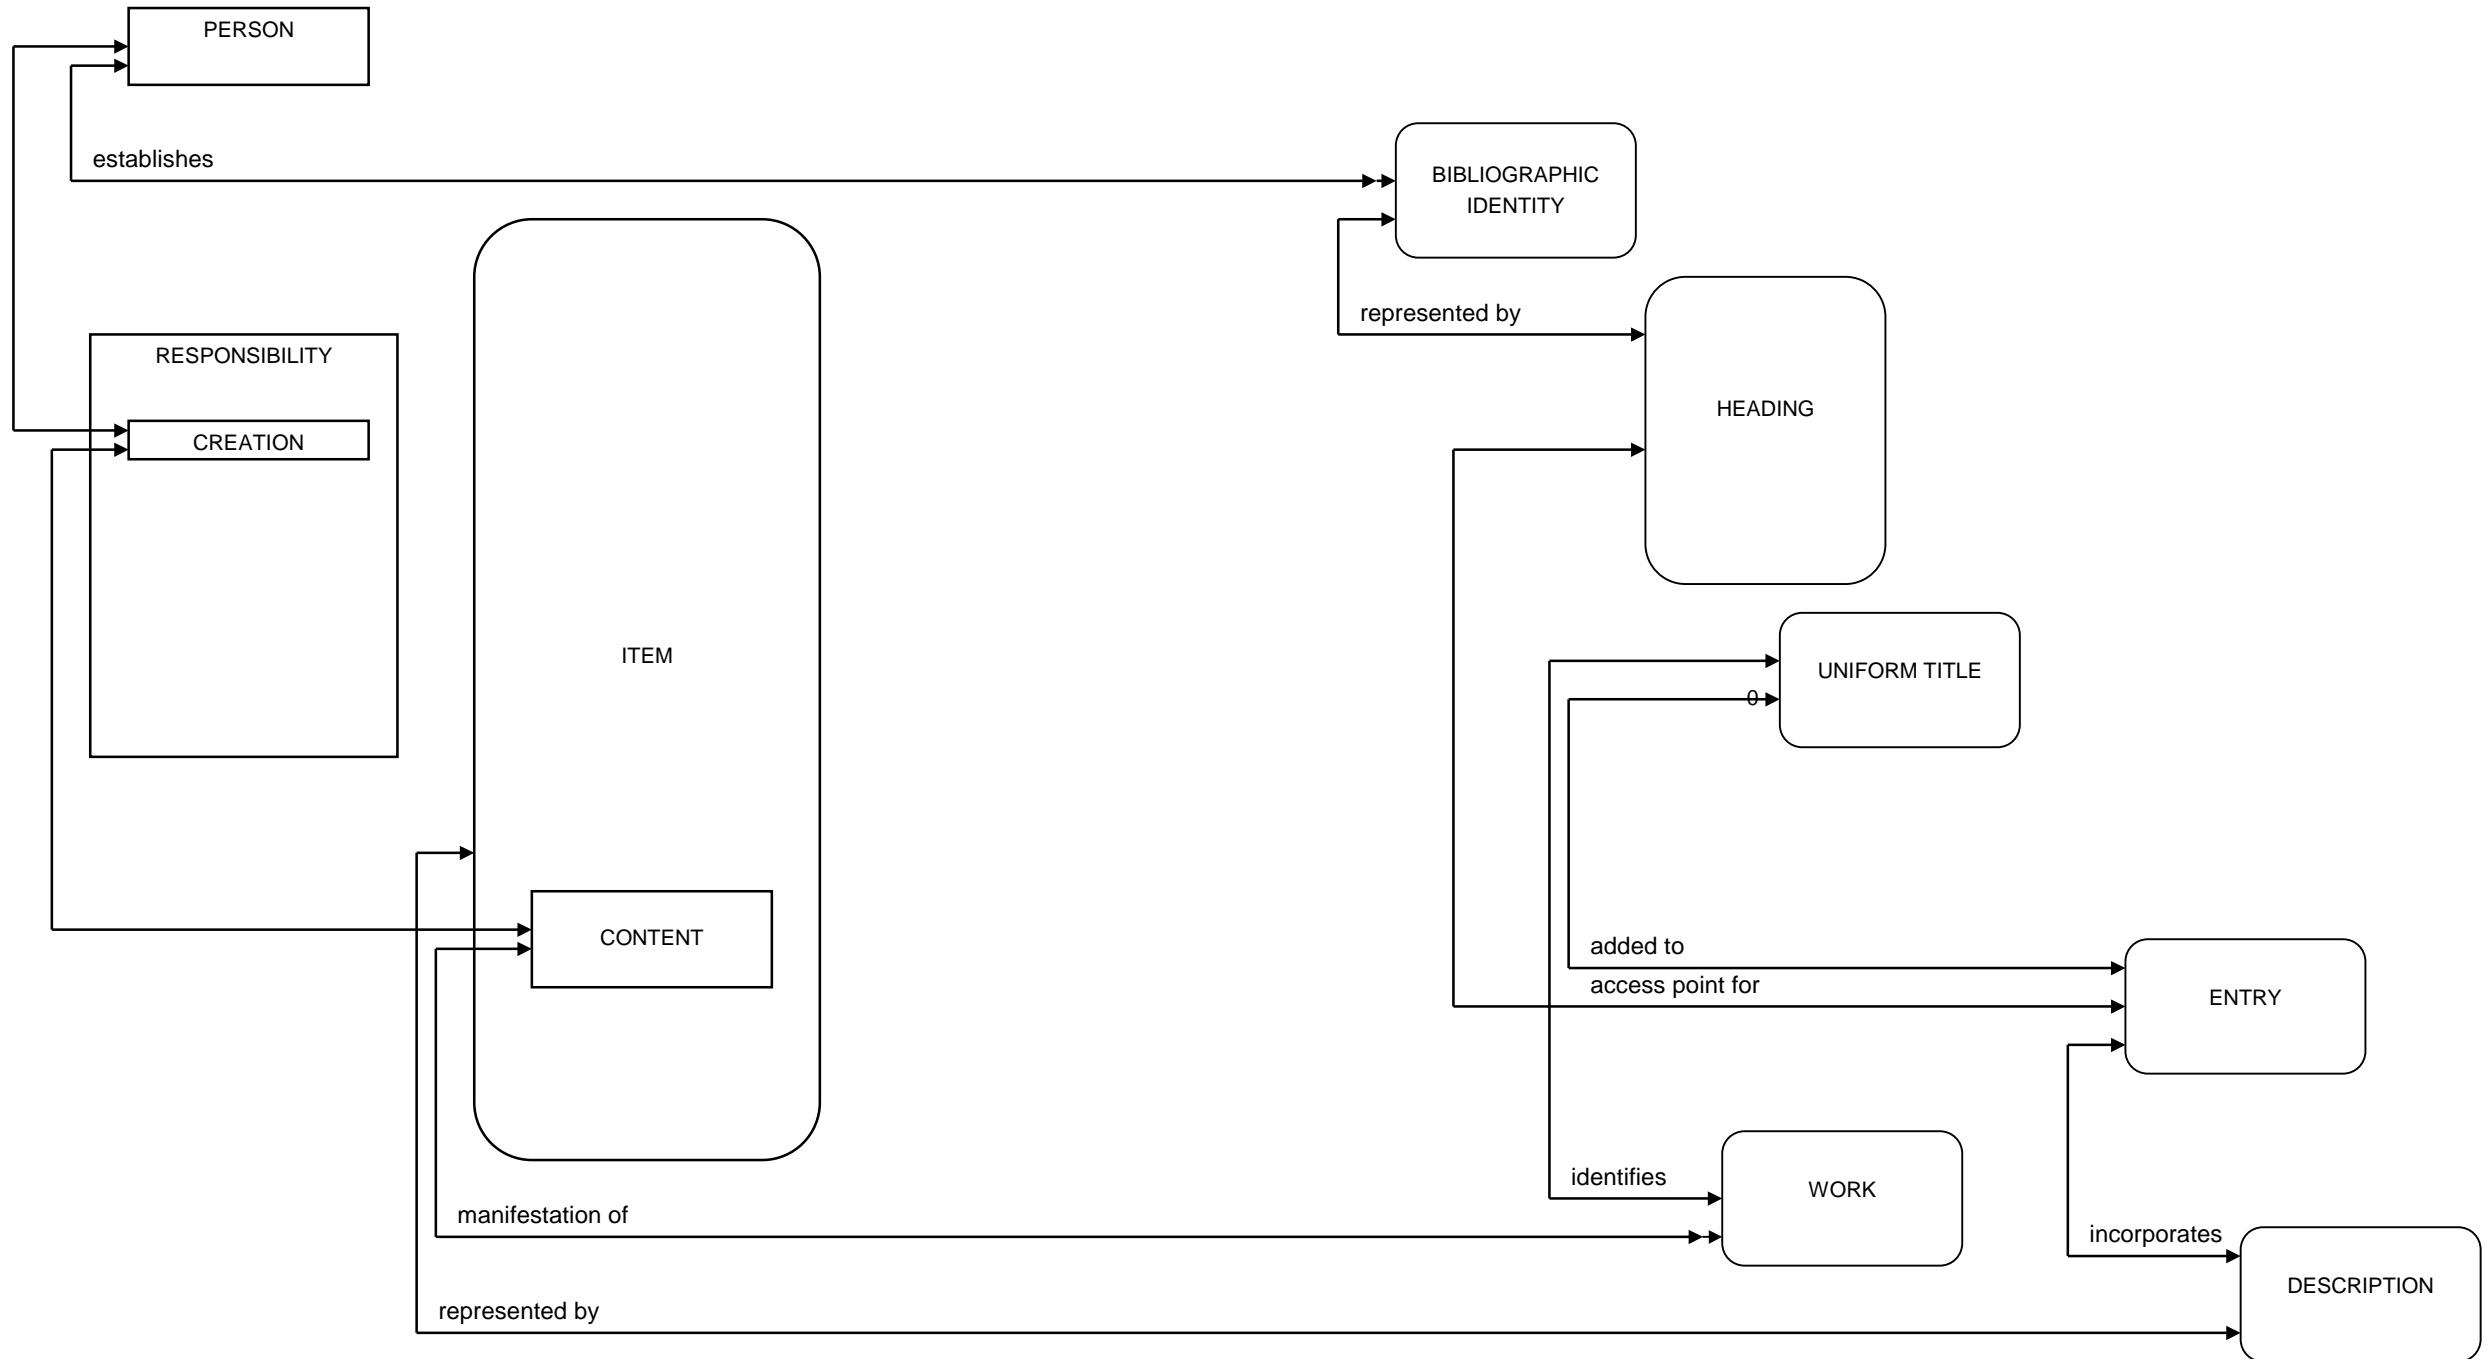 PERSON
establishes
BIBLIOGRAPHIC
IDENTITY
represented by
RESPONSIBILITY
HEADING
CREATION
ITEM
UNIFORM TITLE
0
CONTENT
added to
access point for
ENTRY
identifies
WORK
manifestation of
incorporates
DESCRIPTION
represented by